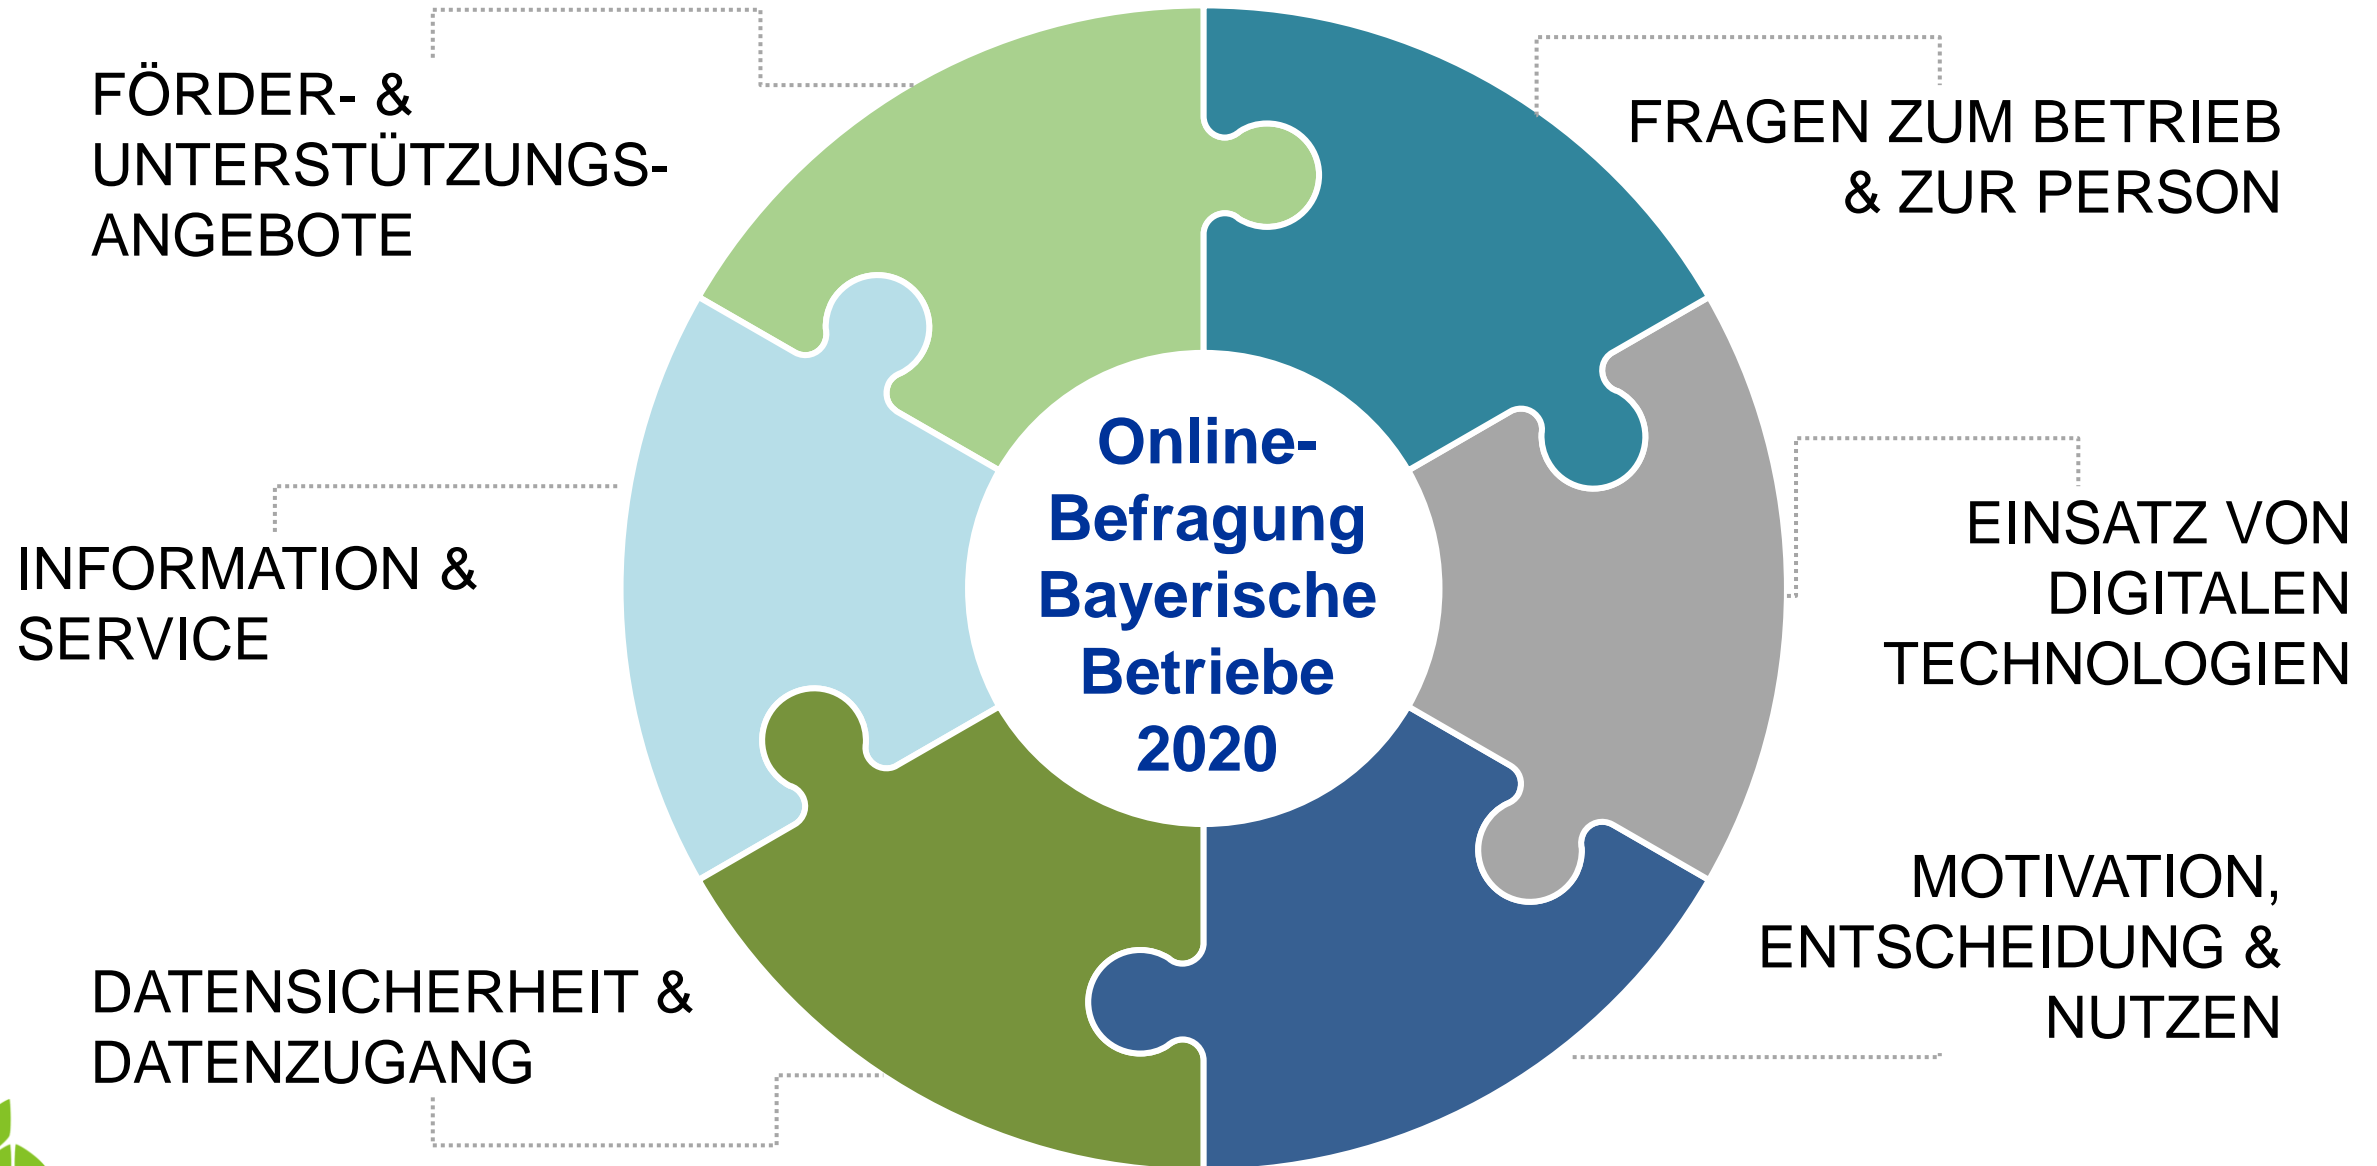 FÖRDER- &
UNTERSTÜTZUNGS-
ANGEBOTE
FRAGEN ZUM BETRIEB
& ZUR PERSON
Online-
Befragung
Bayerische
Betriebe
2020
INFORMATION &
SERVICE
EINSATZ VON
DIGITALEN
TECHNOLOGIEN
DATENSICHERHEIT &
DATENZUGANG
MOTIVATION,
ENTSCHEIDUNG &
NUTZEN